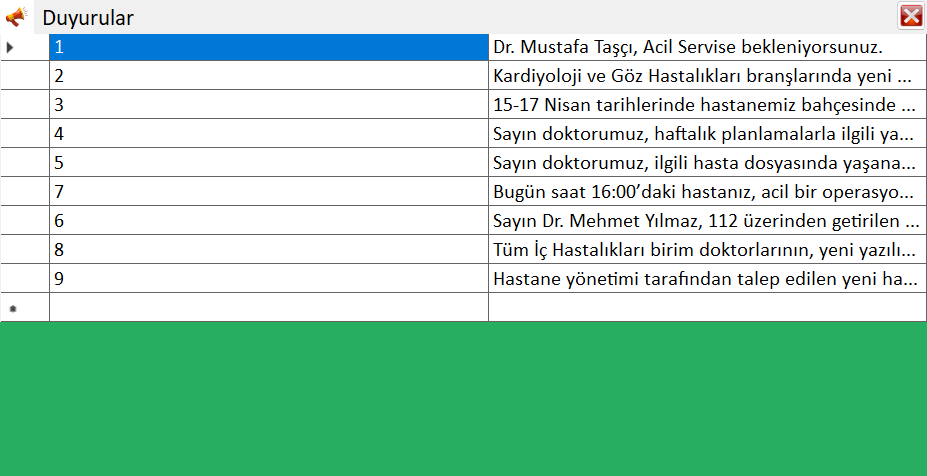 Duyurular
1 Dr. Mustafa Taşçı, Acil Servise bekleniyorsunuz.
2 Kardiyoloji ve Göz Hastalıkları branşlarında yeni ...
3 15-17 Nisan tarihlerinde hastanemiz bahçesinde ...
4 Sayın doktorumuz, haftalık planlamalarla ilgili ya...
5 Sayın doktorumuz, ilgili hasta dosyasında yaşana...
7 Bugün saat 16:00’daki hastanız, acil bir operasyo...
6 Sayın Dr. Mehmet Yılmaz, 112 üzerinden getirilen ...
8 Tüm İç Hastalıkları birim doktorlarının, yeni yazılı...
9 Hastane yönetimi tarafından talep edilen yeni ha...